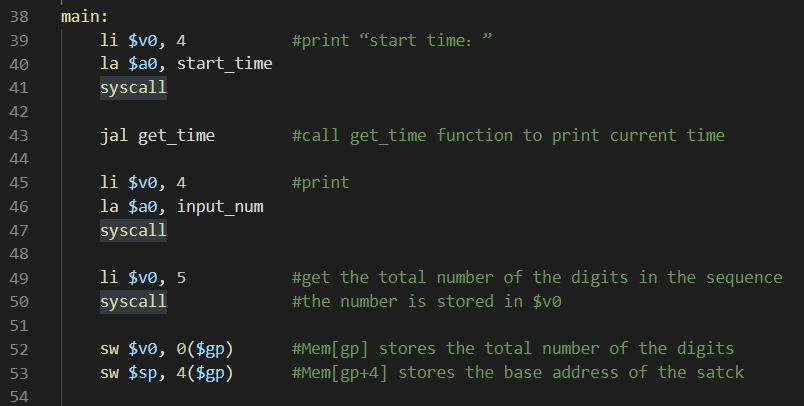 38 main:
39 li $v0, 4 #print “start time: ”
40 la $a0, start_time
41 syscall
42
43 jal get_time #call get_time function to print current time
44
45 li $v0, 4 #print
46 la $a0, input_num
47 syscall
48
49 li $v0, 5 #get the total number of the digits in the sequence
50 syscall #the number is stored in $v0
51
52 sw $v0, 0($gp) #Mem[gp] stores the total number of the digits
53 sw $sp, 4($gp) #Mem[gp+4] stores the base address of the satck
54